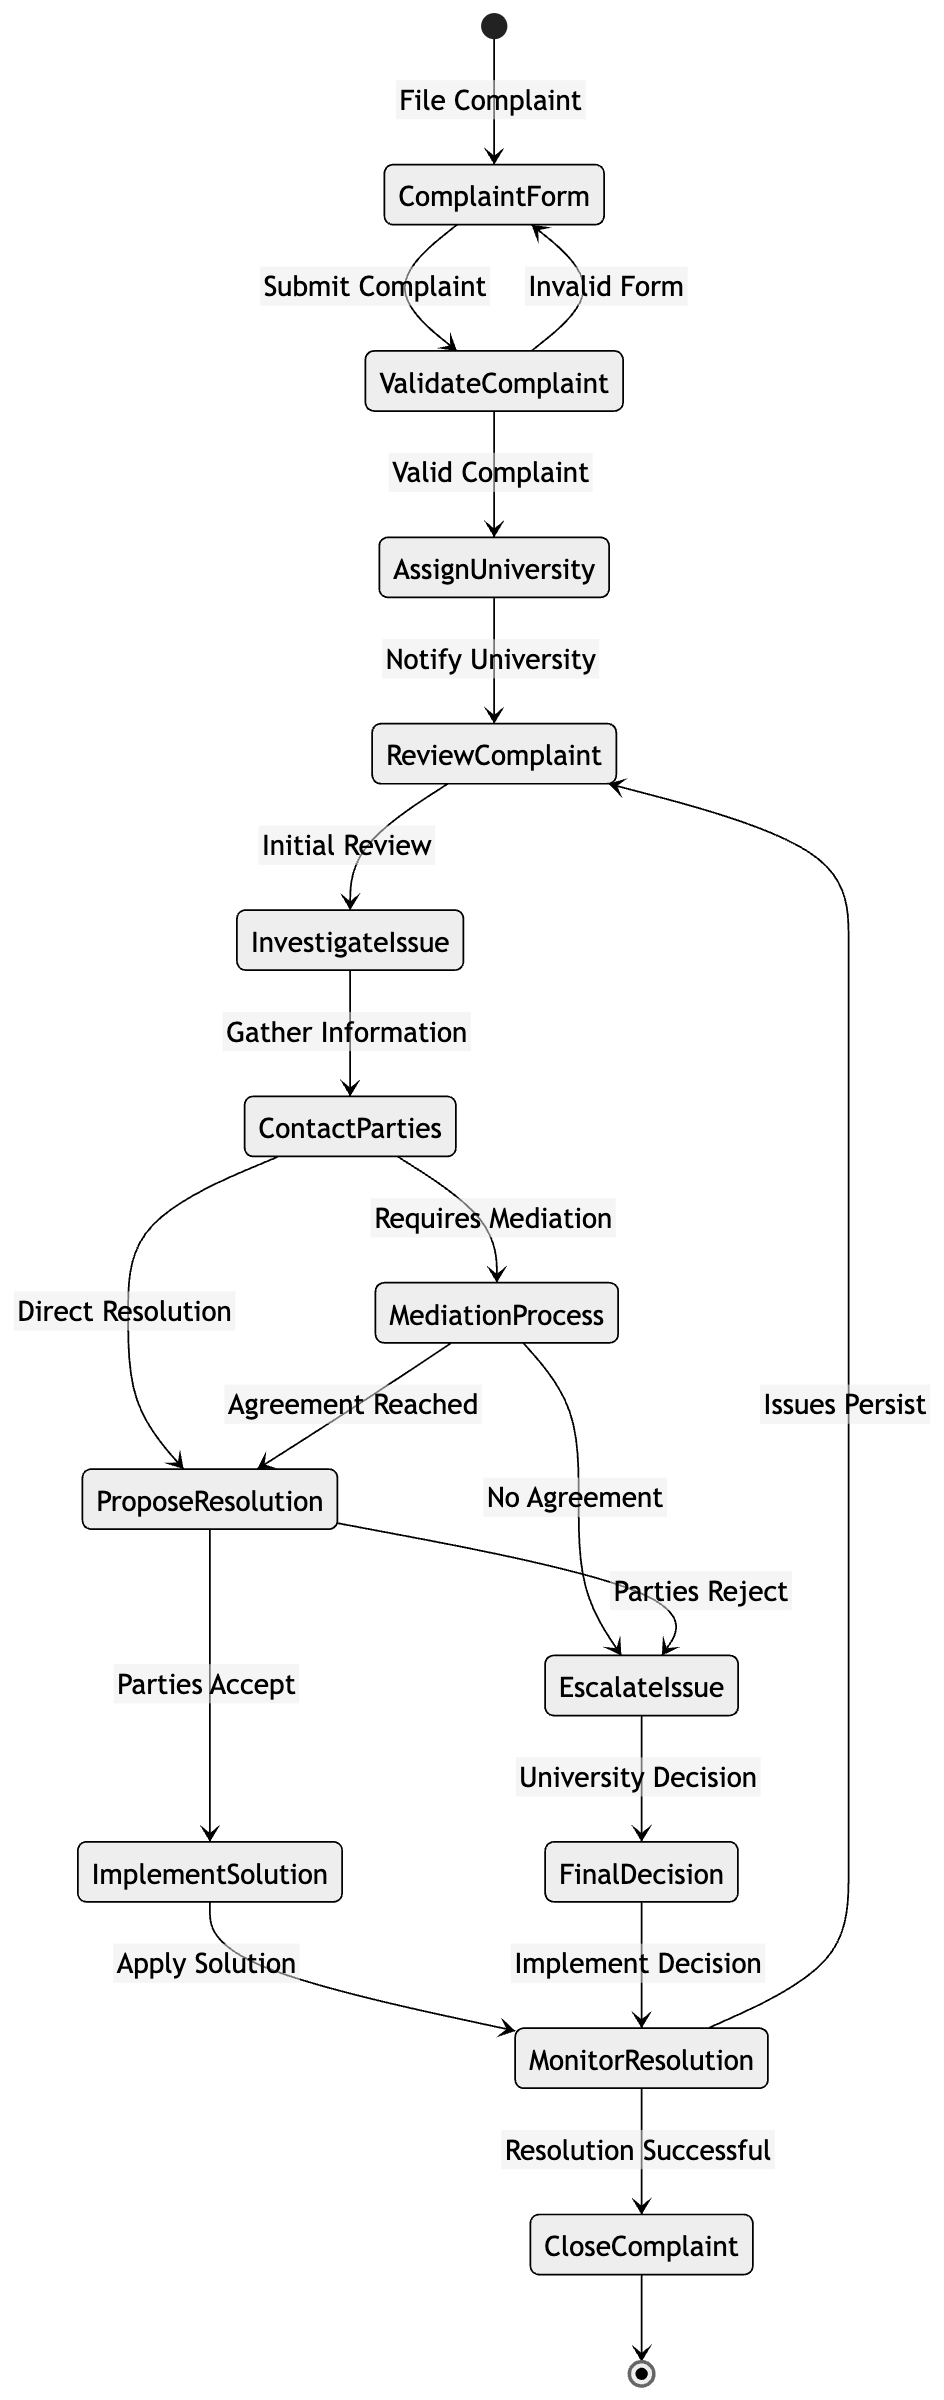 File Complaint
ComplaintForm
Submit Complaint
Invalid Form
ValidateComplaint
Valid Complaint
AssignUniversity
Notify University
ReviewComplaint
Initial Review
InvestigateIssue
Gather Information
ContactParties
Requires Mediation
Direct Resolution
MediationProcess
Agreement Reached
Issues Persist
ProposeResolution
No Agreement
Parties Reject
Parties Accept
EscalateIssue
University Decision
ImplementSolution
FinalDecision
Apply Solution
Implement Decision
MonitorResolution
Resolution Successful
CloseComplaint